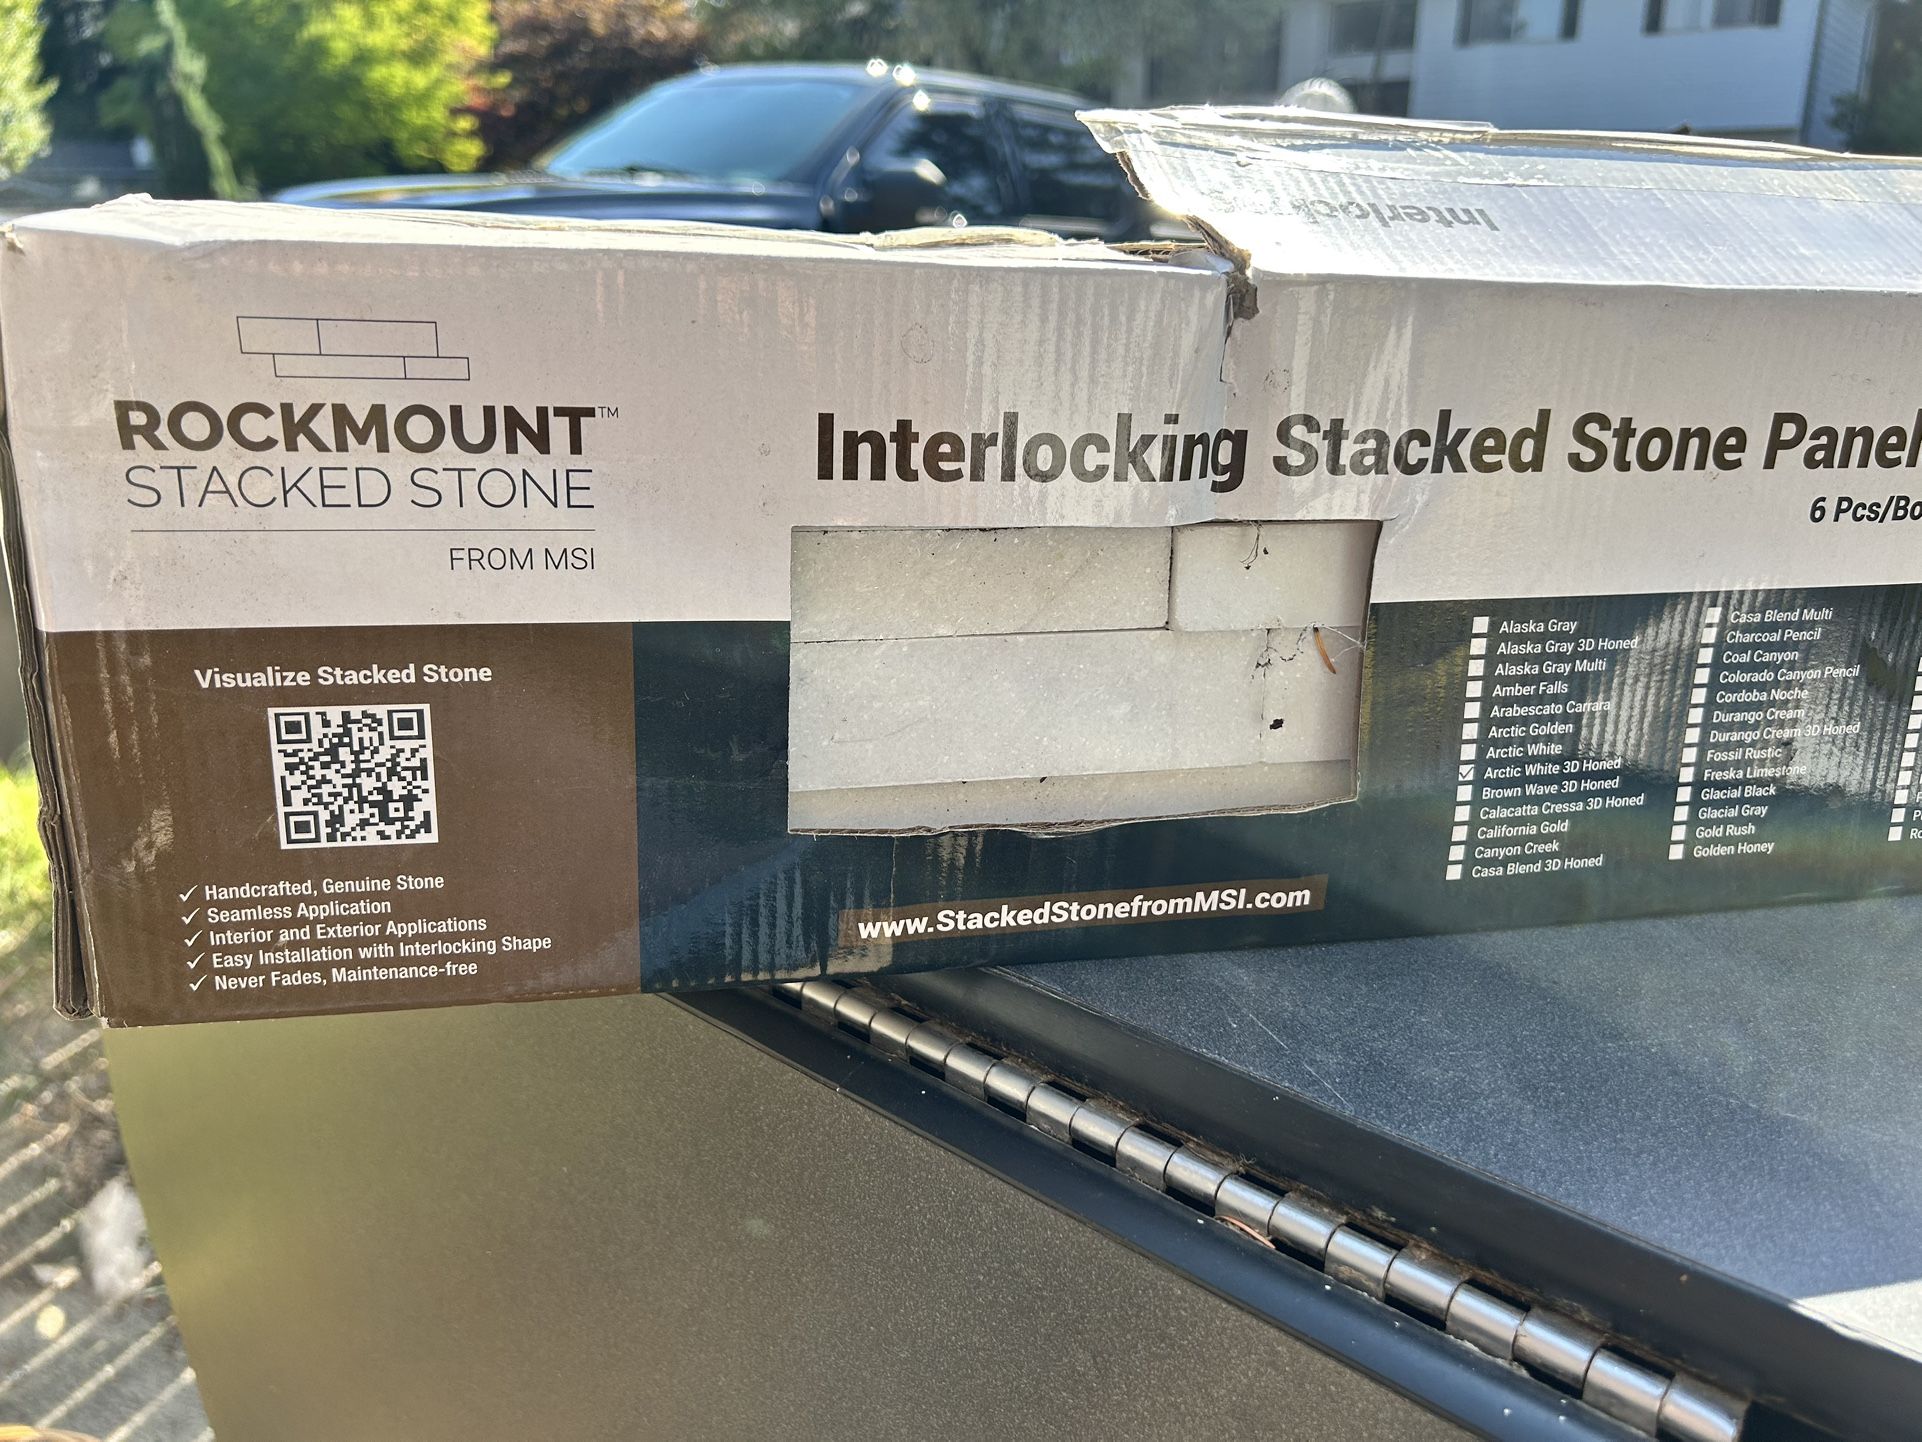 Interlock
ROCKMOUNT™
STACKED STONE
FROM MSI
Interlocking Stacked Stone Panel
6 Pcs/Bo
Visualize Stacked Stone
✓ Handcrafted, Genuine Stone
✓ Seamless Application
✓ Interior and Exterior Applications
✓ Easy Installation with Interlocking Shape
✓ Never Fades, Maintenance-free
www.StackedStonefromMSI.com
Alaska Gray
Alaska Gray 3D Honed
Alaska Gray Multi
Amber Falls
Arabescato Carrara
Arctic Golden
Arctic White
✓ Arctic White 3D Honed
Brown Wave 3D Honed
Calacatta Cressa 3D Honed
California Gold
Canyon Creek
Casa Blend 3D Honed
Casa Blend Multi
Charcoal Pencil
Coal Canyon
Colorado Canyon Pencil
Cordoba Noche
Durango Cream
Durango Cream 3D Honed
Fossil Rustic
Freska Limestone
Glacial Black
Glacial Gray
Gold Rush
Golden Honey